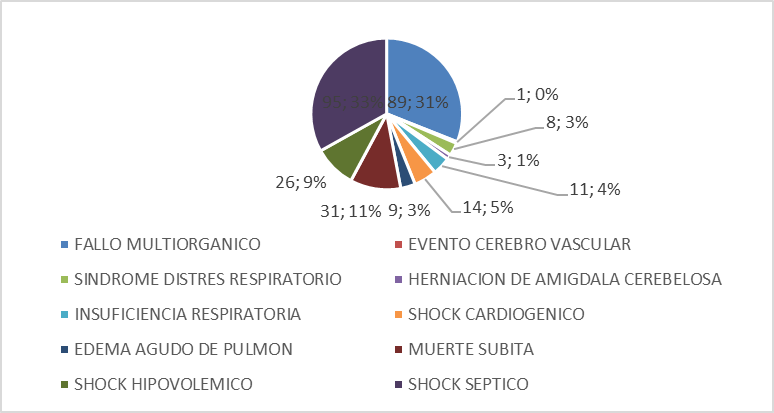 95; 33%
89; 31%
1; 0%
8; 3%
3; 1%
11; 4%
14; 5%
9; 3%
31; 11%
26; 9%
FALLO MULTIORGANICO
EVENTO CEREBRO VASCULAR
SINDROME DISTRES RESPIRATORIO
HERNIACION DE AMIGDALA CEREBELOSA
INSUFICIENCIA RESPIRATORIA
SHOCK CARDIOGENICO
EDEMA AGUDO DE PULMON
MUERTE SUBITA
SHOCK HIPOVOLEMICO
SHOCK SEPTICO